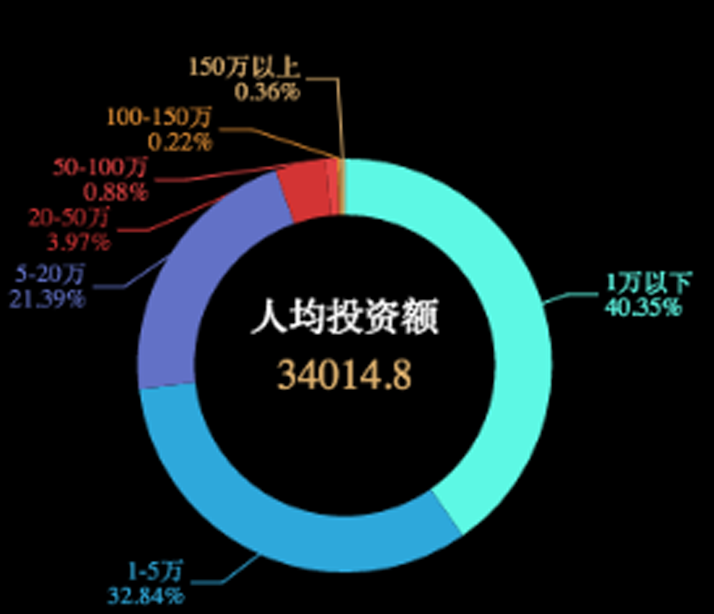 150万以上
0.36%
100-150万
0.22%
50-100万
0.88%
20-50万
3.97%
5-20万
21.39%
1万以下
40.35%
人均投资额
34014.8
1-5万
32.84%